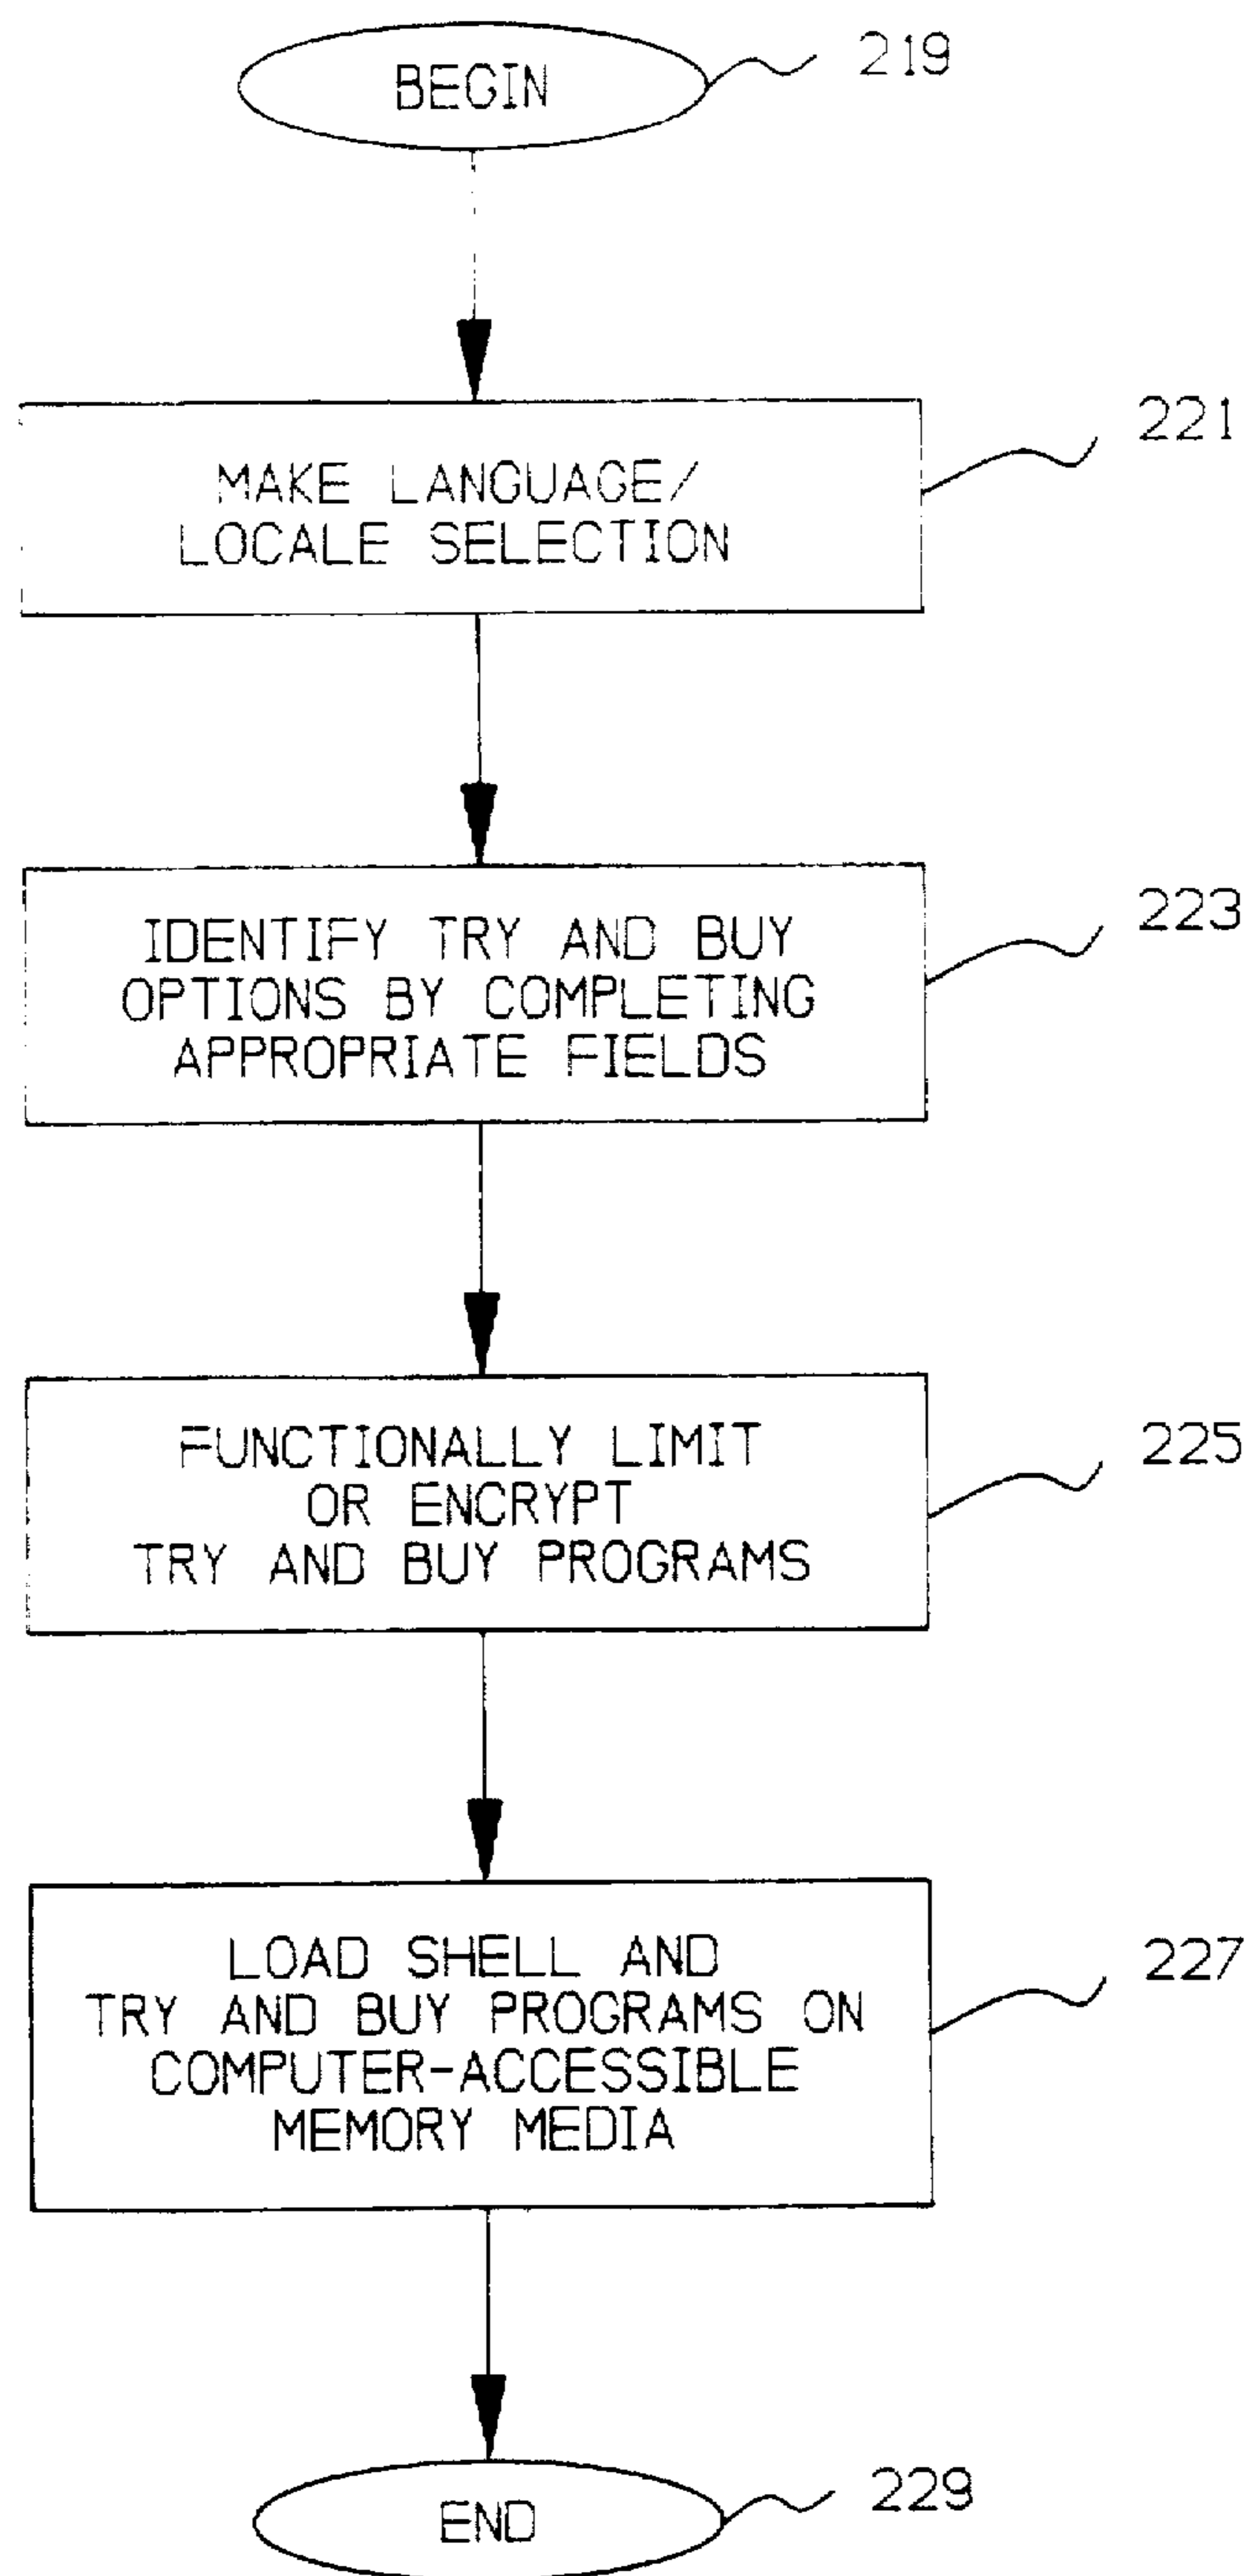 BEGIN
219
221
MAKE LANGUAGE/
LOCALE SELECTION
223
IDENTIFY TRY AND BUY
OPTIONS BY COMPLETING
APPROPRIATE FIELDS
225
FUNCTIONALLY LIMIT
OR ENCRYPT
TRY AND BUY PROGRAMS
227
LOAD SHELL AND
TRY AND BUY PROGRAMS ON
COMPUTER-ACCESSIBLE
MEMORY MEDIA
229
END